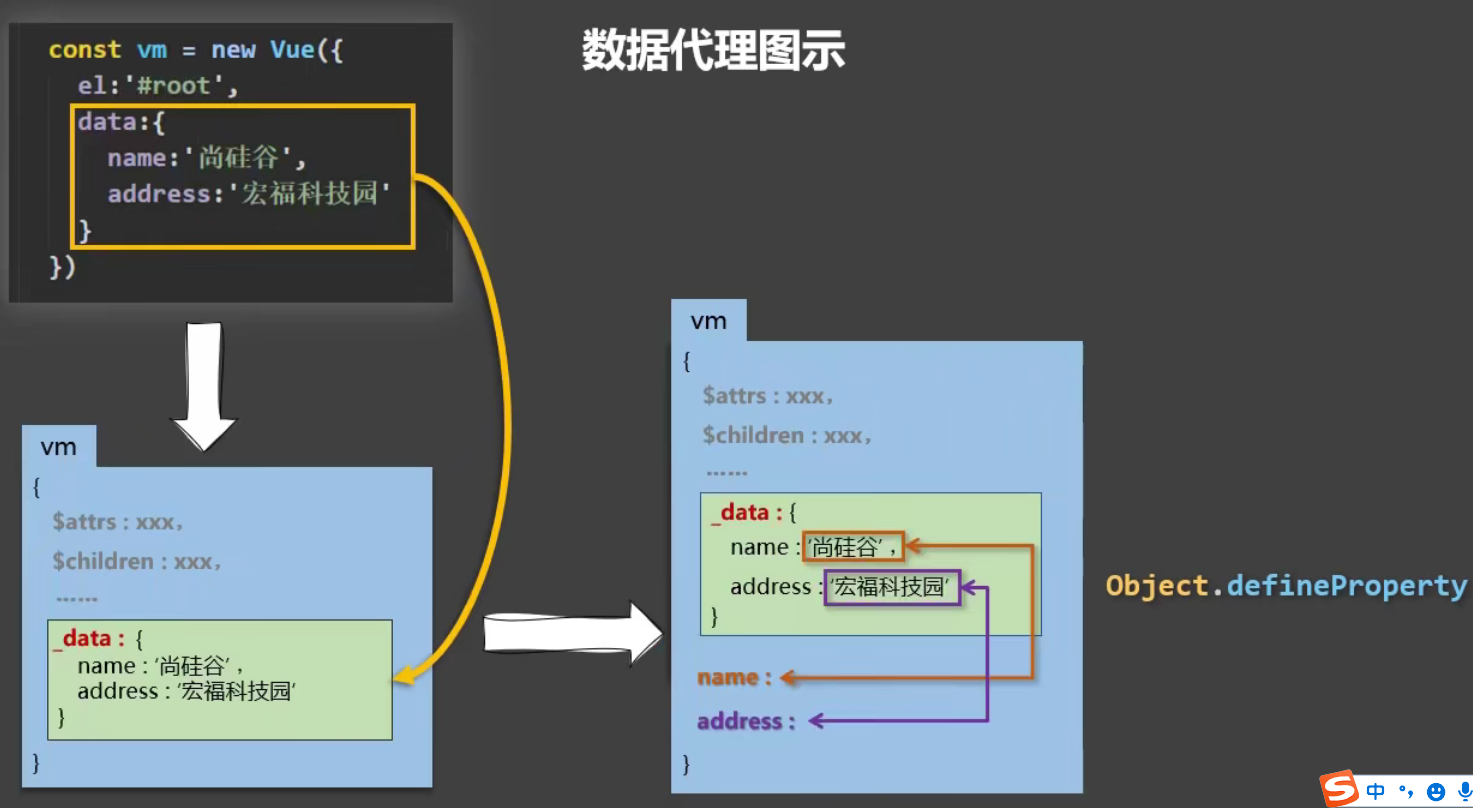 数据代理图示
const vm = new Vue({
el:'#root',
data:{
name:'尚硅谷',
address:'宏福科技园'
}
})
vm
{
$attrs : xxx，
$children : xxx，
……
_data : {
name : ‘尚硅谷’，
address : ‘宏福科技园’
}
}
vm
{
$attrs : xxx，
$children : xxx，
……
_data : {
name : ‘尚硅谷’，
address : ‘宏福科技园’
}
name :
address :
}
Object.defineProperty
S 中 °,